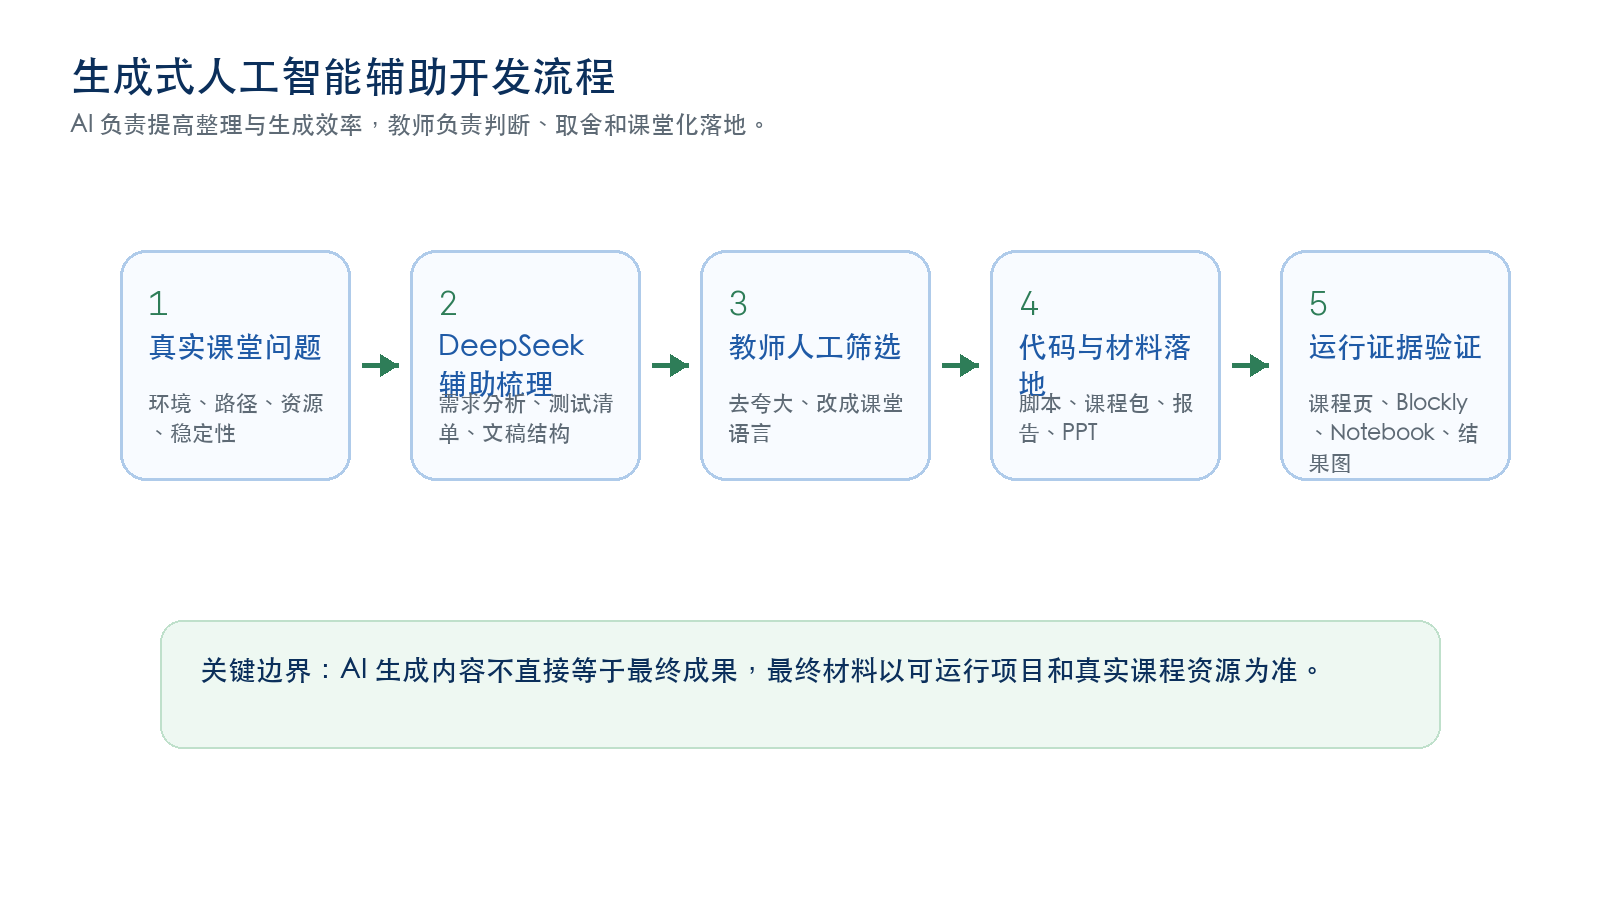 生成式人工智能辅助开发流程
AI 负责提高整理与生成效率，教师负责判断、取舍和课堂化落地。
1
真实课堂问题
环境、路径、资源
、稳定性
2
DeepSeek
辅助梳理
需求分析、测试清
单、文稿结构
3
教师人工筛选
去夸大、改成课堂
语言
4
代码与材料落
地
脚本、课程包、报
告、PPT
5
运行证据验证
课程页、Blockly
、Notebook、结
果图
关键边界：AI 生成内容不直接等于最终成果，最终材料以可运行项目和真实课程资源为准。